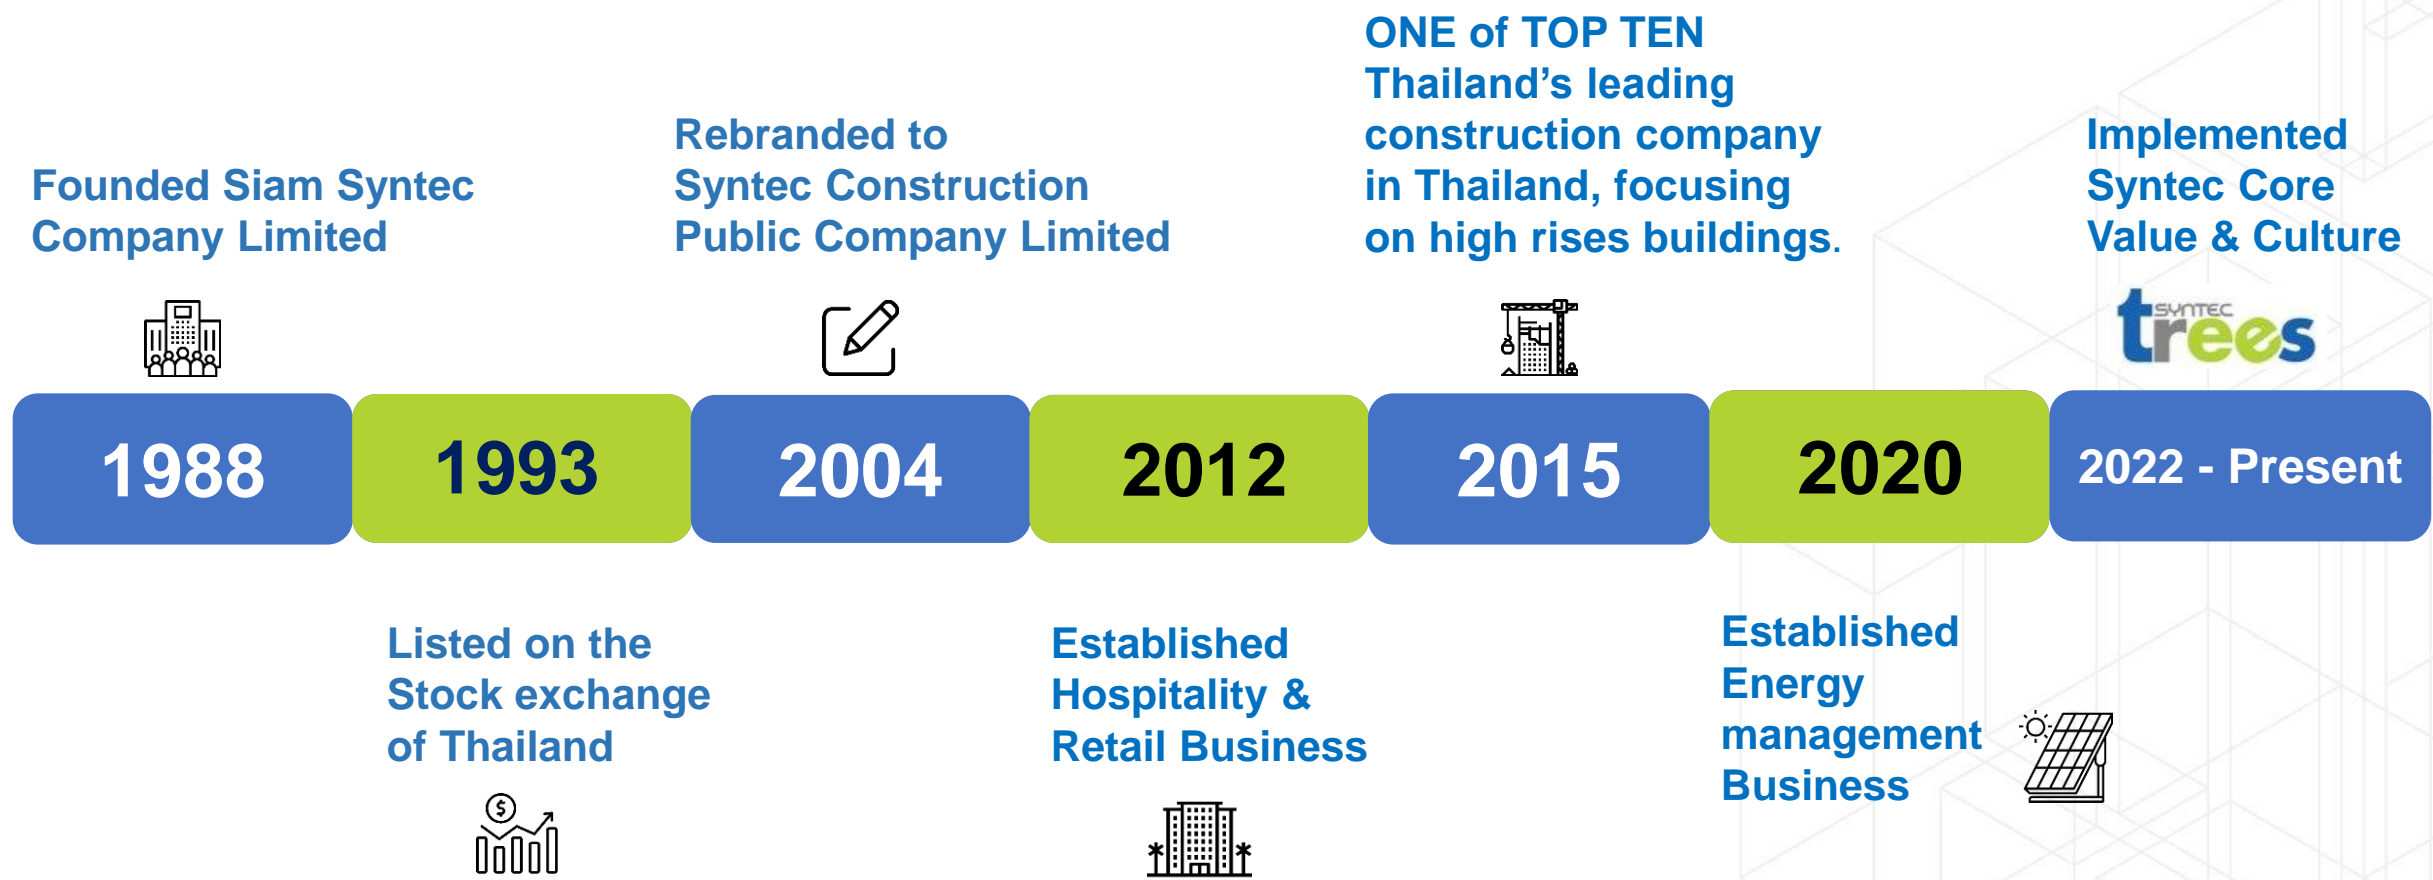 Founded Siam Syntec
Company Limited
1988
1993
Listed on the
Stock exchange
of Thailand
$
Rebranded to
Syntec Construction
Public Company Limited
2004
2012
Established
Hospitality &
Retail Business
ONE of TOP TEN
Thailand’s leading
construction company
in Thailand, focusing
on high rises buildings.
2015
2020
Established
Energy
management
Business
Implemented
Syntec Core
Value & Culture
SYNTEC
trees
2022 - Present